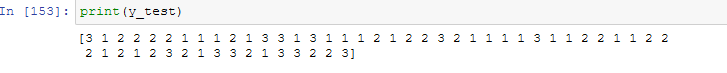 In [153]: print(y_test)
[3 1 2 2 2 2 2 1 1 1 2 1 3 3 1 3 1 1 1 2 1 2 2 3 2 1 1 1 1 3 1 1 2 2 1 1 2 2
2 1 2 1 2 3 2 1 3 3 2 1 3 3 2 2 3]